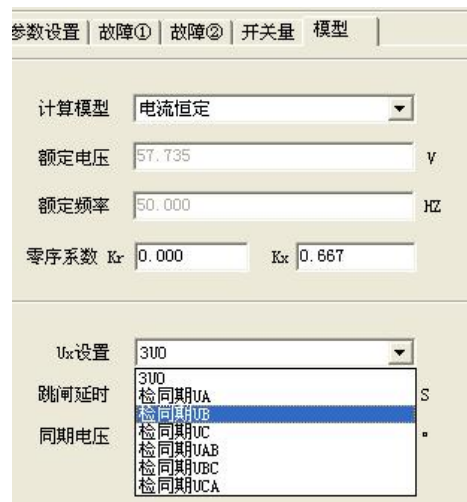 参数设置 故障① 故障② 开关量 模型
计算模型 电流恒定
额定电压 57.735 V
额定频率 50.000 HZ
零序系数 Kr 0.000 Kx 0.667
Ux设置 3U0
3U0
跳闸延时 检同期UA S
检同期UB
同期电压 检同期UC °
检同期UAB
检同期UBC
检同期UCA